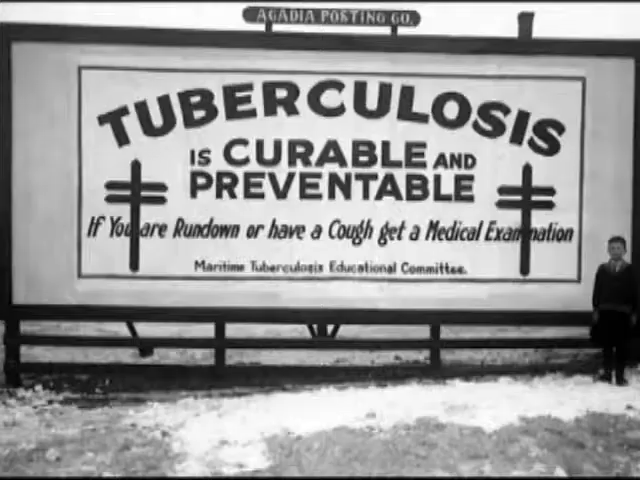 ACADIA POSTING CO.
TUBERCULOSIS
IS CURABLE AND
PREVENTABLE
If You are Rundown or have a Cough get a Medical Examination
Maritime Tuberculosis Educational Committee.